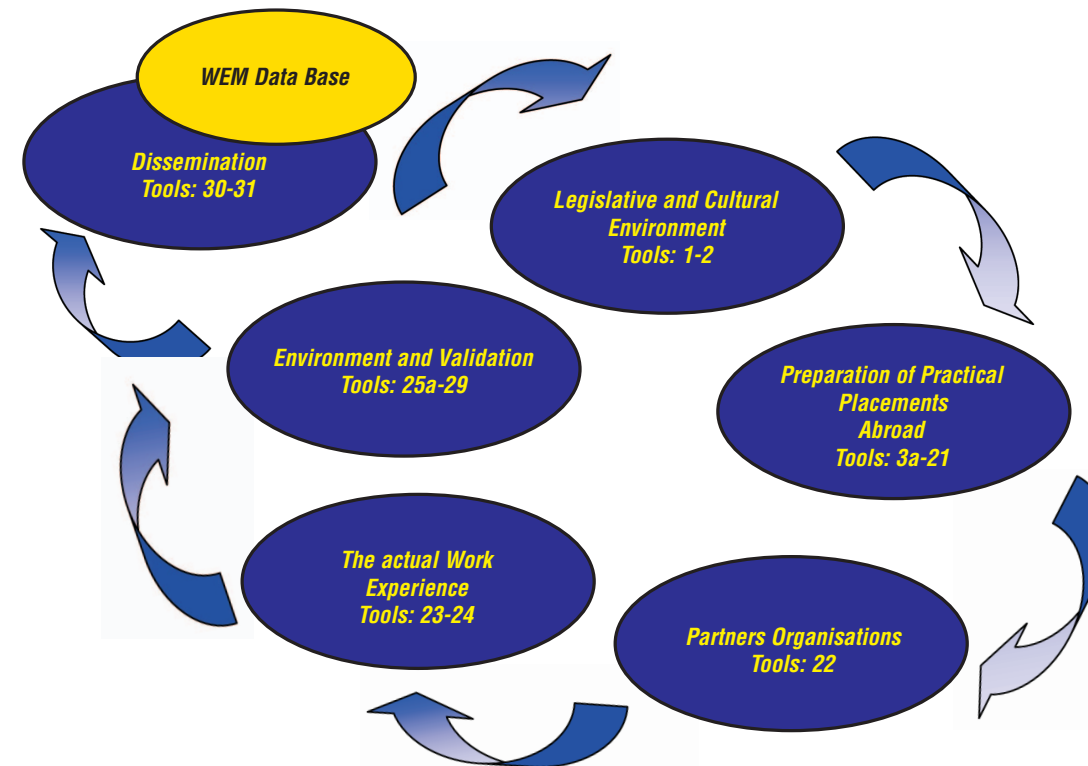 WEM Data Base
Dissemination
Tools: 30-31
Legislative and Cultural
Environment
Tools: 1-2
Environment and Validation
Tools: 25a-29
Preparation of Practical
Placements
Abroad
Tools: 3a-21
The actual Work
Experience
Tools: 23-24
Partners Organisations
Tools: 22